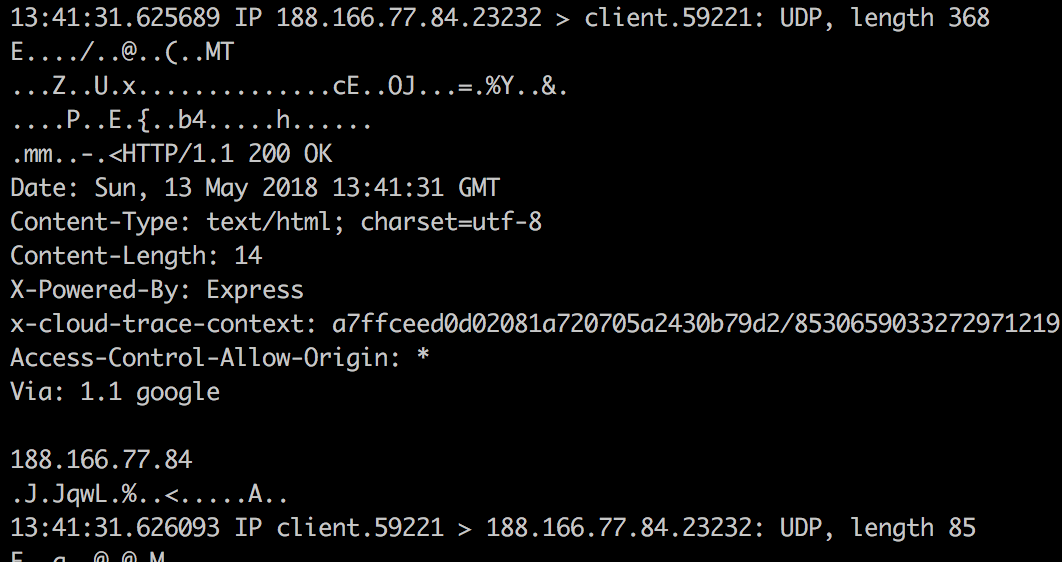 13:41:31.625689 IP 188.166.77.84.23232 > client.59221: UDP, length 368
E..../..@..(..MT
...Z..U.x..............cE..OJ...=.%Y..&.
....P..E.{..b4.....h......
.mm..-.<HTTP/1.1 200 OK
Date: Sun, 13 May 2018 13:41:31 GMT
Content-Type: text/html; charset=utf-8
Content-Length: 14
X-Powered-By: Express
x-cloud-trace-context: a7ffceed0d02081a720705a2430b79d2/8530659033272971219
Access-Control-Allow-Origin: *
Via: 1.1 google
188.166.77.84
.J.JqwL.%..<.....A..
13:41:31.626093 IP client.59221 > 188.166.77.84.23232: UDP, length 85